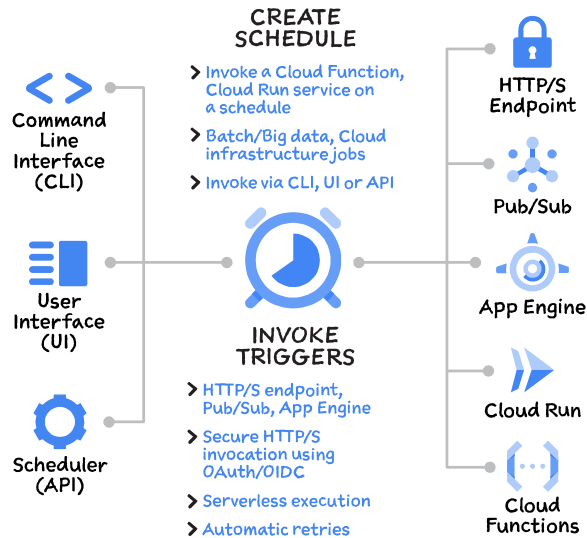 CREATE
SCHEDULE
Invoke a Cloud Function,
Cloud Run service on
a schedule
Batch/Big data, Cloud
infrastructure jobs
Invoke via CLI, UI or API
Command
Line
Interface
(CLI)
User
Interface
(UI)
Scheduler
(API)
INVOKE
TRIGGERS
HTTP/S endpoint,
Pub/Sub, App Engine
Secure HTTP/S
invocation using
OAuth/OIDC
Serverless execution
Automatic retries
HTTP/S
Endpoint
Pub/Sub
App Engine
Cloud Run
Cloud
Functions